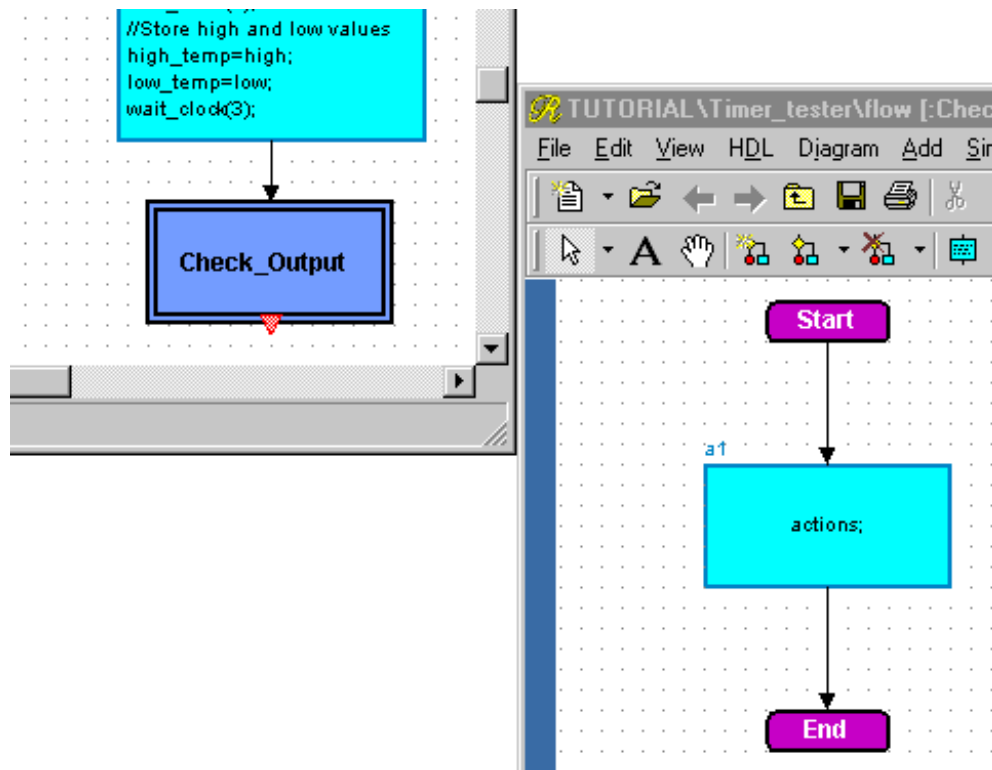 //Store high and low values
high_temp=high;
low_temp=low;
wait_clock(3);
Check_Output
TUTORIAL\Timer_tester\flow [:Chec
File Edit View HDL Diagram Add Sin
A
Start
a1
actions;
End